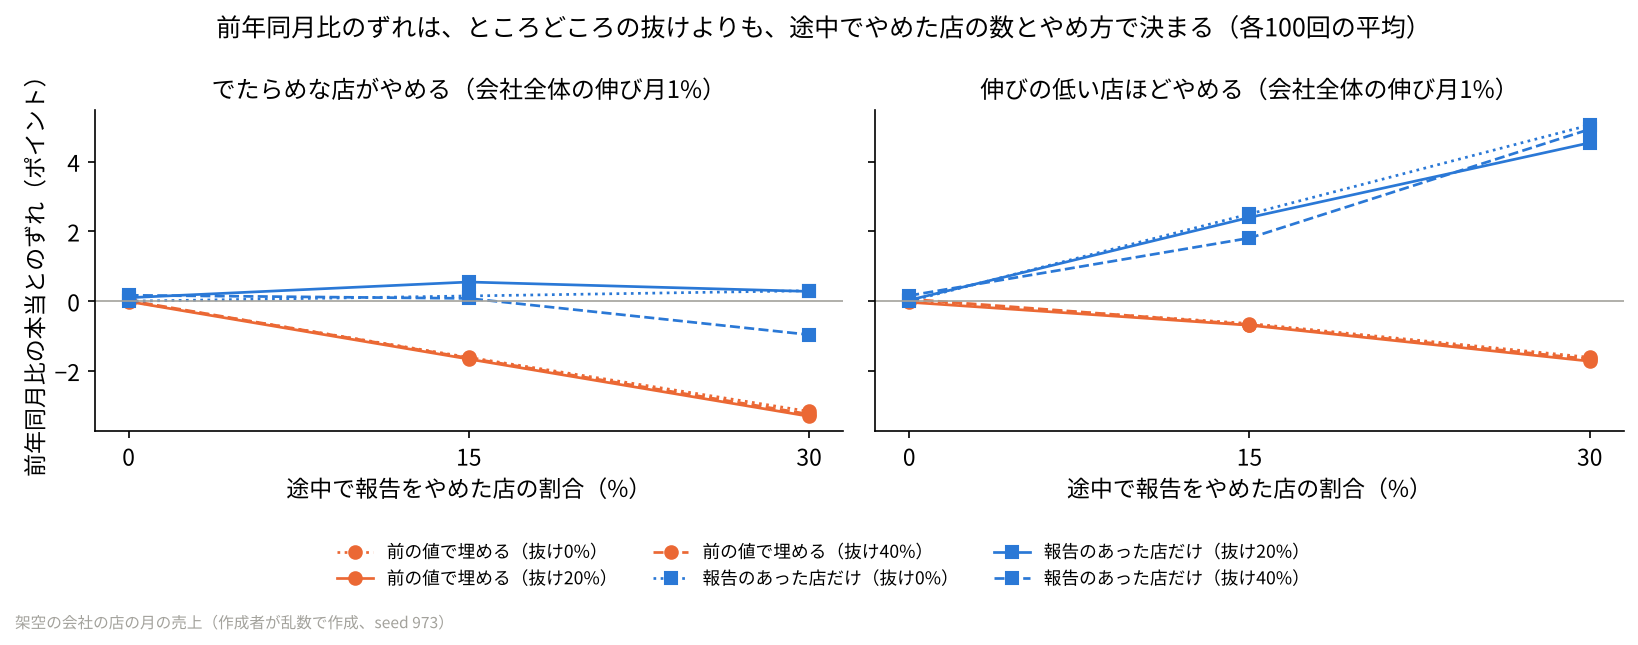 前年同月比のずれは、ところどころの抜けよりも、途中でやめた店の数とやめ方で決まる（各100回の平均）
前年同月比の本当とのずれ（ポイント）
でたらめな店がやめる（会社全体の伸び月1%）
4
2
0
−2
0
15
30
途中で報告をやめた店の割合（%）
伸びの低い店ほどやめる（会社全体の伸び月1%）
0
15
30
途中で報告をやめた店の割合（%）
前の値で埋める（抜け0%）
前の値で埋める（抜け20%）
前の値で埋める（抜け40%）
報告のあった店だけ（抜け0%）
報告のあった店だけ（抜け20%）
報告のあった店だけ（抜け40%）
架空の会社の店の月の売上（作成者が乱数で作成、seed 973）